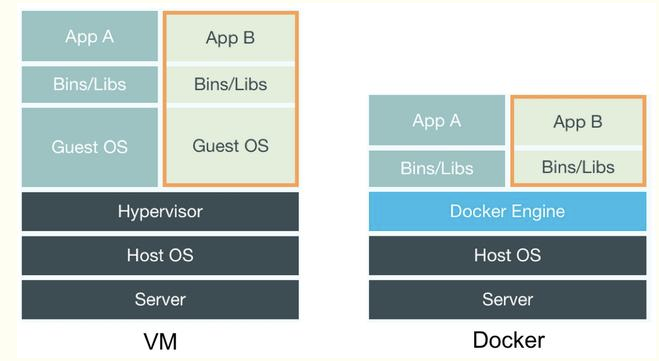 App A
App B
Bins/Libs
Bins/Libs
Guest OS
Guest OS
Hypervisor
Host OS
Server
VM
App A
App B
Bins/Libs
Bins/Libs
Docker Engine
Host OS
Server
Docker